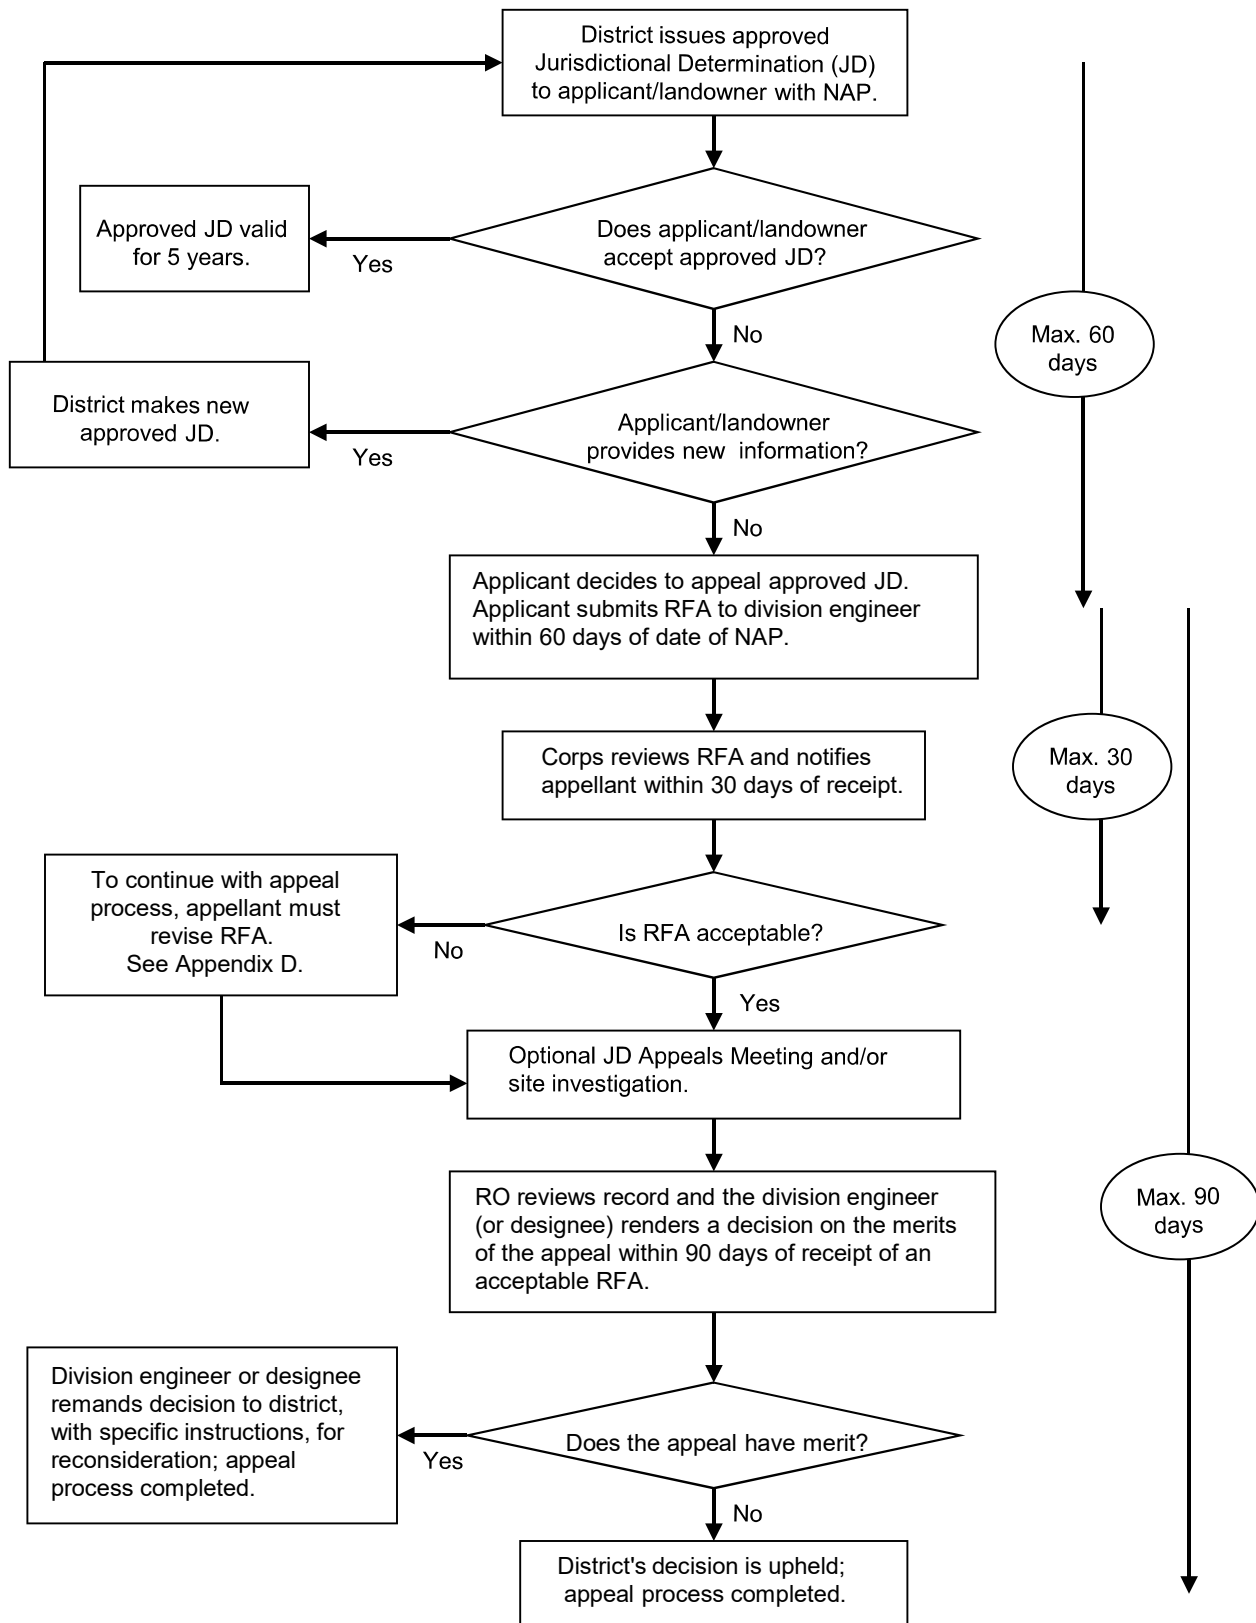 District issues approved
Jurisdictional Determination (JD)
to applicant/landowner with NAP.
Does applicant/landowner
accept approved JD?
Yes
Approved JD valid
for 5 years.
No
Max. 60
days
Applicant/landowner
provides new information?
Yes
District makes new
approved JD.
No
Applicant decides to appeal approved JD.
Applicant submits RFA to division engineer
within 60 days of date of NAP.
Corps reviews RFA and notifies
appellant within 30 days of receipt.
Max. 30
days
Is RFA acceptable?
No
To continue with appeal
process, appellant must
revise RFA.
See Appendix D.
Yes
Optional JD Appeals Meeting and/or
site investigation.
RO reviews record and the division engineer
(or designee) renders a decision on the merits
of the appeal within 90 days of receipt of an
acceptable RFA.
Max. 90
days
Does the appeal have merit?
Yes
Division engineer or designee
remands decision to district,
with specific instructions, for
reconsideration; appeal
process completed.
No
District's decision is upheld;
appeal process completed.